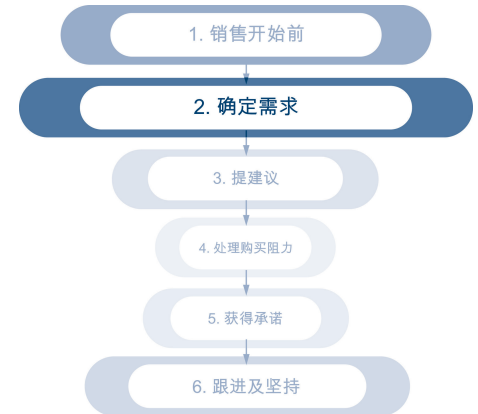 1. 销售开始前
2. 确定需求
3. 提建议
4. 处理购买阻力
5. 获得承诺
6. 跟进及坚持